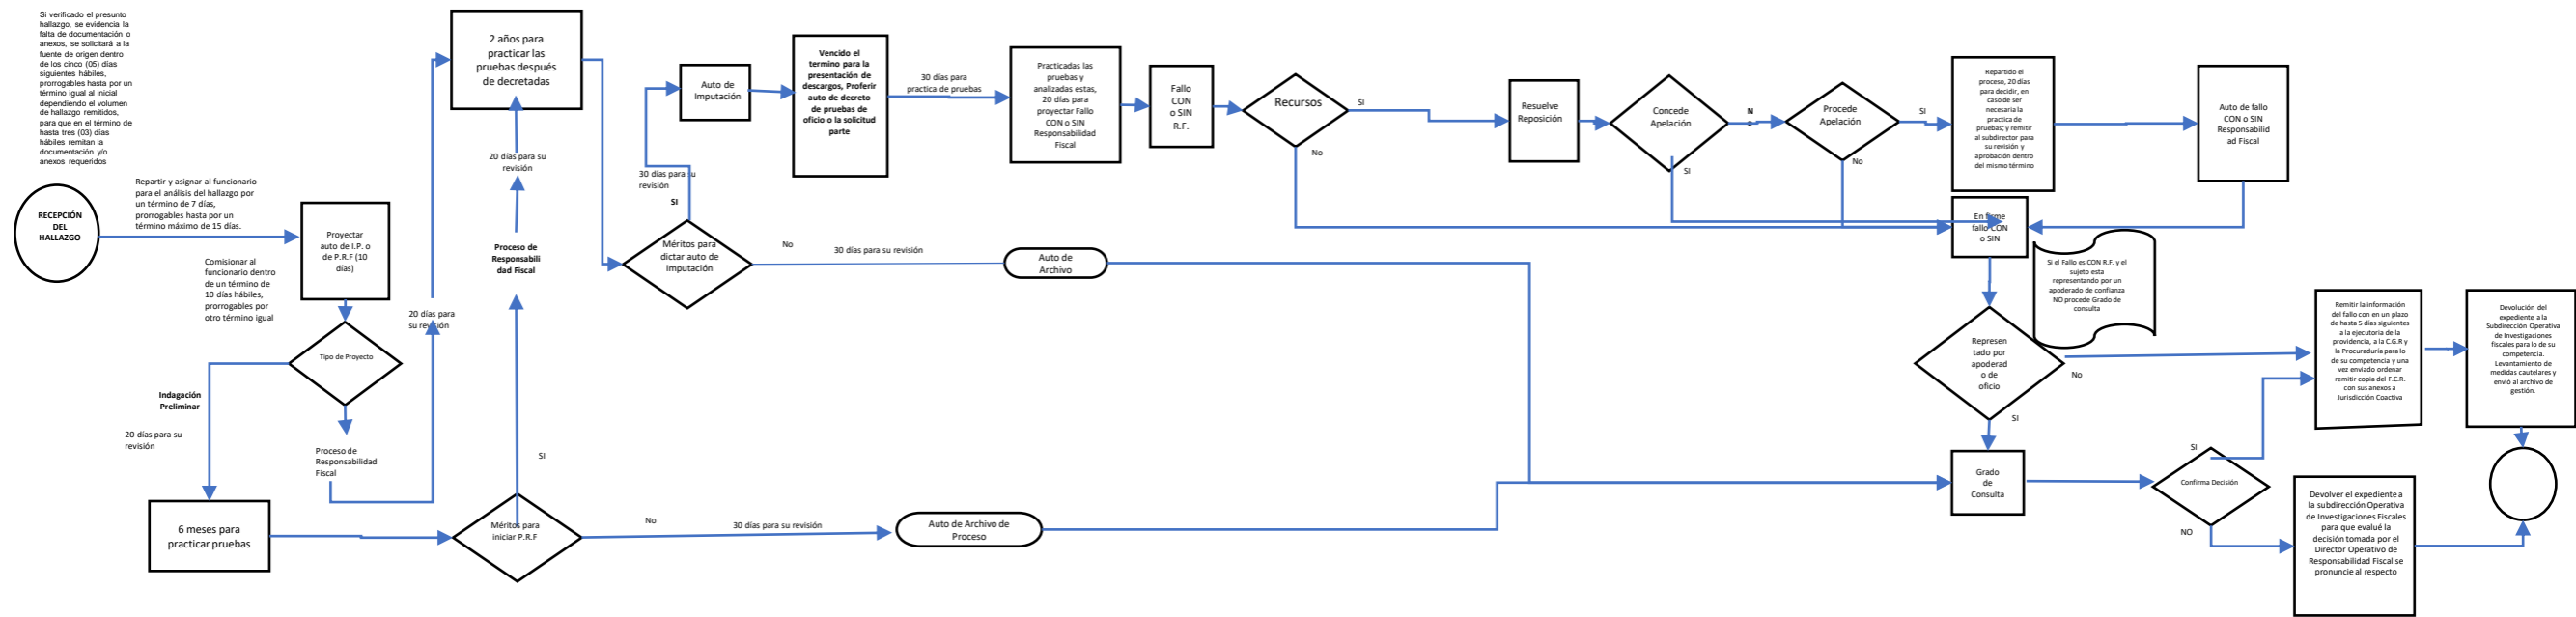 Si verificado el presunto
hallazgo, se evidencia la
falta de documentación o
anexos, se solicitará a la
fuente de origen dentro
de los cinco (05) días
siguientes hábiles,
prorrogables hasta por un
término igual al inicial
dependiendo el volumen
de hallazgo remitidos,
para que en el término de
hasta tres (03) días
hábiles remitan la
documentación y/o
anexos requeridos
RECEPCIÓN
DEL
HALLAZGO
Repartir y asignar al funcionario
para el análisis del hallazgo por
un término de 7 días,
prorrogables hasta por un
término máximo de 15 días.
Proyectar
auto de I.P. o
de P.R.F (10
días)
Comisionar al
funcionario dentro
de un término de
10 días hábiles,
prorrogables por
otro término igual
Tipo de Proyecto
Indagación
Preliminar
20 días para su
revisión
Proceso de
Responsabilidad
Fiscal
6 meses para
practicar pruebas
20 días para
su revisión
2 años para
practicar las
pruebas después
de decretadas
20 días para su
revisión
Proceso de
Responsabili
dad Fiscal
SI
Méritos para
iniciar P.R.F
No
30 días para su revisión
Auto de Archivo de
Proceso
Méritos para
dictar auto de
Imputación
SI
30 días para su
revisión
No
30 días para su revisión
Auto de
Archivo
Auto de
Imputación
Vencido el
termino para la
presentación de
descargos, Proferir
auto de decreto
de pruebas de
oficio o la solicitud
parte
30 días para
practica de pruebas
Practicadas las
pruebas y
analizadas estas,
20 días para
proyectar Fallo
CON o SIN
Responsabilidad
Fiscal
Fallo
CON
o SIN
R.F.
Recursos
SI
No
Resuelve
Reposición
Concede
Apelación
N
SI
Procede
Apelación
SI
No
Repartido el
proceso, 20 días
para decidir, en
caso de ser
necesaria la
practica de
pruebas; y remitir
al subdirector para
su revisión y
aprobación dentro
del mismo término
Auto de fallo
CON o SIN
Responsabilid
ad Fiscal
En firme
fallo CON
o SIN
Si el Fallo es CON R.F. y el
sujeto esta
representando por un
apoderado de confianza
NO procede Grado de
consulta
Represen
tado por
apoderad
o de
oficio
No
SI
Grado
de
Consulta
Confirma Decisión
SI
NO
Remitir la información
del fallo con en un plazo
de hasta 5 días siguientes
a la ejecutoria de la
providencia, a la C.G.R y
la Procuraduría para lo
de su competencia y una
vez enviado ordenar
remitir copia del F.C.R.
con sus anexos a
Jurisdicción Coactiva
Devolución del
expediente a la
Subdirección Operativa
de Investigaciones
fiscales para lo de su
competencia.
Levantamiento de
medidas cautelares y
envió al archivo de
gestión.
Devolver el expediente a
la subdirección Operativa
de Investigaciones Fiscales
para que evalué la
decisión tomada por el
Director Operativo de
Responsabilidad Fiscal se
pronuncie al respecto